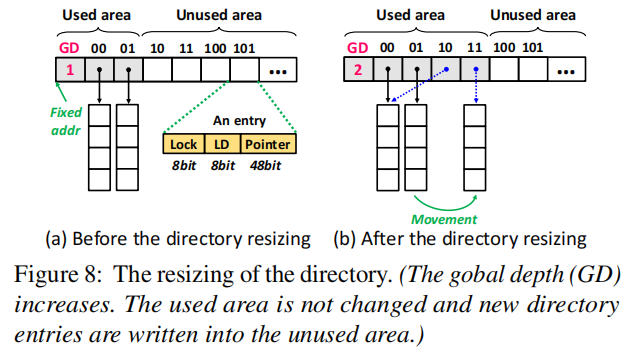 Used area Unused area
GD 00 01 10 11 100 101
1 ...
Fixed
addr
An entry
Lock LD Pointer
8bit 8bit 48bit
(a) Before the directory resizing
Used area Unused area
GD 00 01 10 11 100 101
2 ...
Movement
(b) After the directory resizing
Figure 8: The resizing of the directory. (The gobal depth (GD)
increases. The used area is not changed and new directory
entries are written into the unused area.)